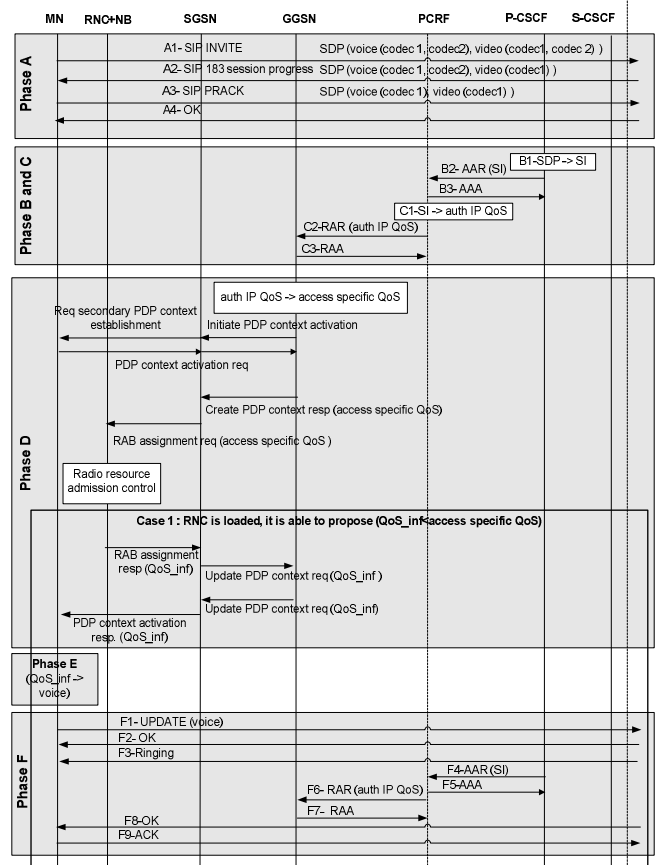 MN RNC+NB SGSN GGSN PCRF P-CSCF S-CSCF
Phase A
A1- SIP INVITE SDP (voice (codec 1, codec2), video (codec1, codec 2) )
A2- SIP 183 session progress SDP (voice (codec 1, codec2), video (codec1) )
A3- SIP PRACK SDP (voice (codec 1) video (codec1) )
A4- OK
Phase B and C
B1-SDP -> SI
B2- AAR (SI)
B3- AAA
C1-SI -> auth IP QoS
C2-RAR (auth IP QoS)
C3-RAA
Phase D
auth IP QoS -> access specific QoS
Req secondary PDP context
establishment
Initiate PDP context activation
PDP context activation req
Create PDP context resp (access specific QoS)
RAB assignment req (access specific QoS )
Radio resource
admission control
Case 1 : RNC is loaded, it is able to propose (QoS_inf<access specific QoS)
RAB assignment
resp (QoS_inf)
Update PDP context req (QoS_inf )
Update PDP context req (QoS_inf)
PDP context activation
resp. (QoS_inf)
Phase E
(QoS_inf ->
voice)
Phase F
F1- UPDATE (voice)
F2- OK
F3-Ringing
F4-AAR (SI)
F5-AAA
F6- RAR (auth IP QoS)
F7- RAA
F8-OK
F9-ACK